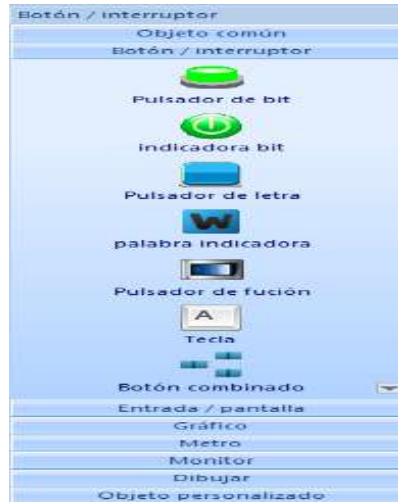 Botón / interruptor
Objeto común
Botón / interruptor
Pulsador de bit
indicadora bit
Pulsador de letra
W
palabra indicadora
Pulsador de fución
A
Tecla
Botón combinado
Entrada / pantalla
Gráfico
Metro
Monitor
Dibujar
Objeto personalizado